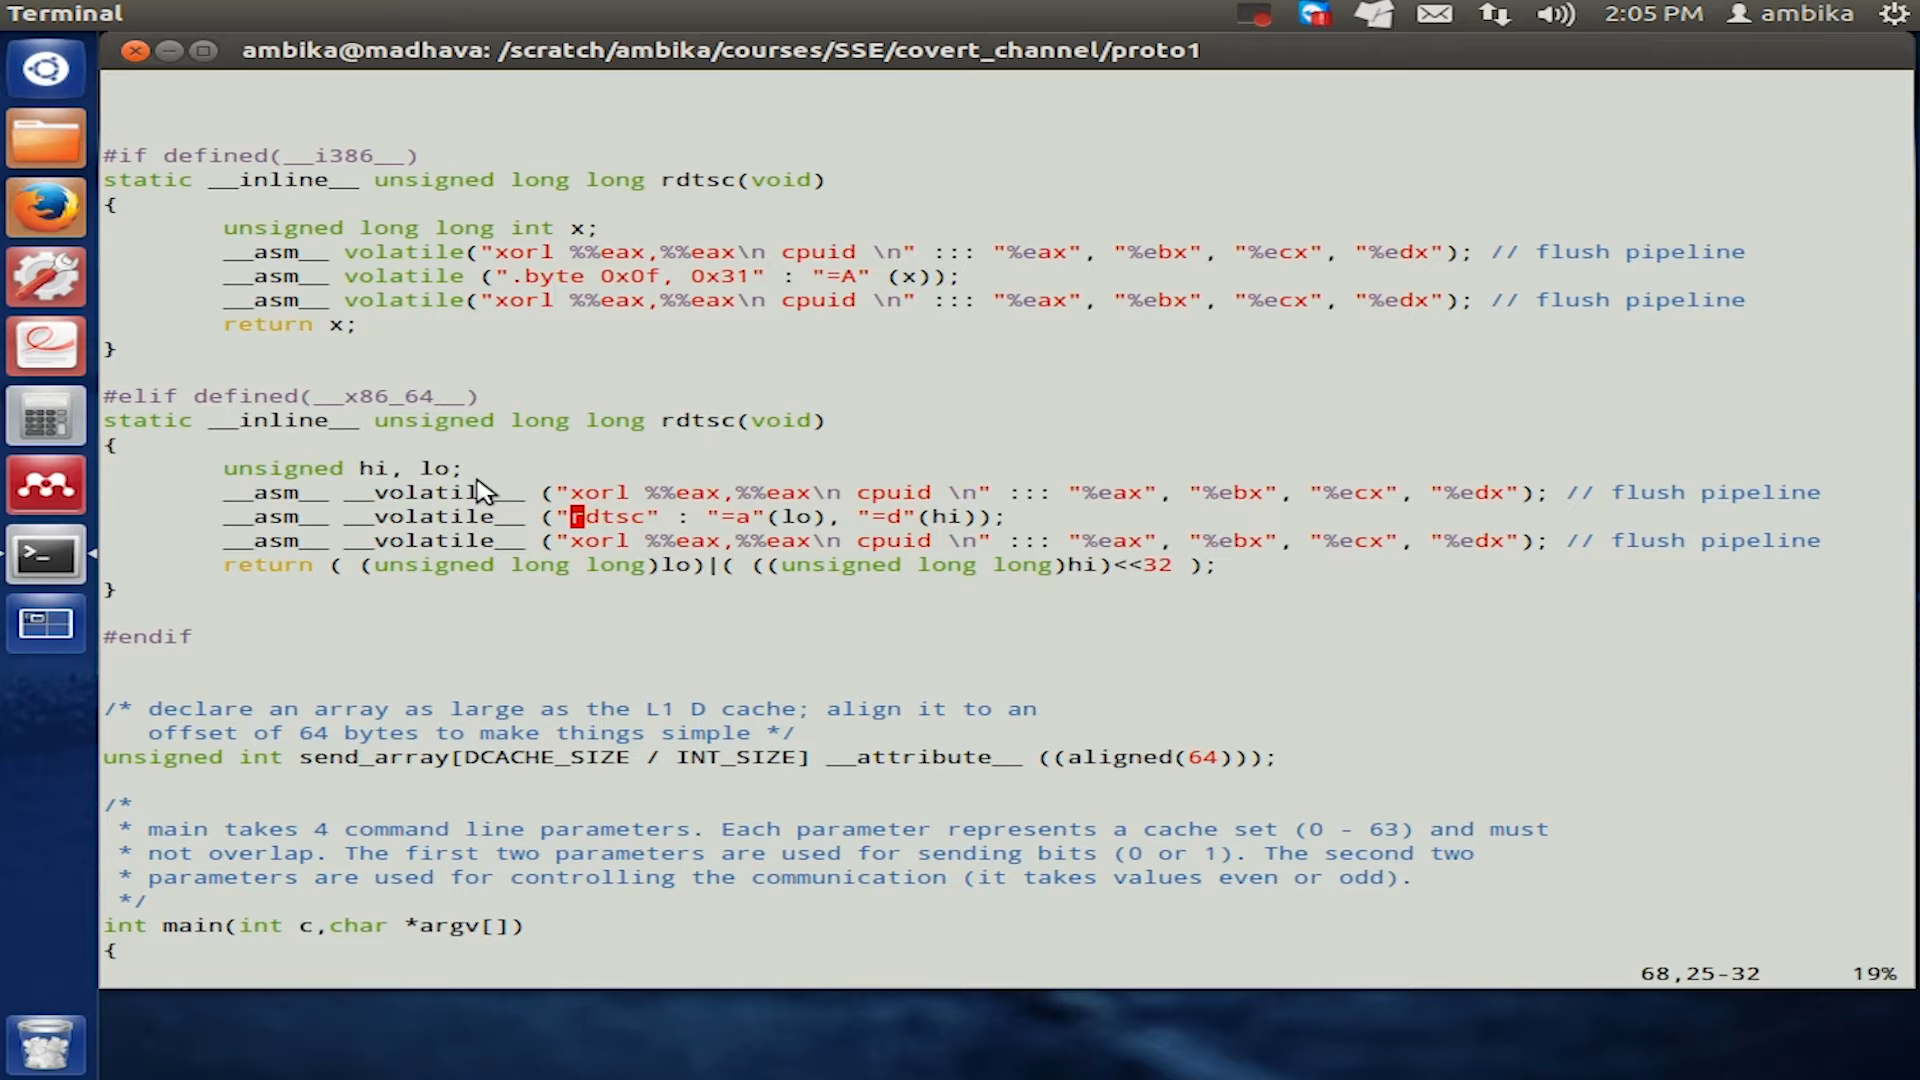 Terminal
2:05 PM ambika
ambika@madhava: /scratch/ambika/courses/SSE/covert_channel/proto1
#if defined(__i386__)
static __inline__ unsigned long long rdtsc(void)
{
unsigned long long int x;
__asm__ volatile("xorl %%eax,%%eax\n cpuid \n" ::: "%eax", "%ebx", "%ecx", "%edx"); // flush pipeline
__asm__ volatile (".byte 0x0f, 0x31" : "=A" (x));
__asm__ volatile("xorl %%eax,%%eax\n cpuid \n" ::: "%eax", "%ebx", "%ecx", "%edx"); // flush pipeline
return x;
}
#elif defined(__x86_64__)
static __inline__ unsigned long long rdtsc(void)
{
unsigned hi, lo;
__asm__ __volatile__ ("xorl %%eax,%%eax\n cpuid \n" ::: "%eax", "%ebx", "%ecx", "%edx"); // flush pipeline
__asm__ __volatile__ ("rdtsc" : "=a"(lo), "=d"(hi));
__asm__ __volatile__ ("xorl %%eax,%%eax\n cpuid \n" ::: "%eax", "%ebx", "%ecx", "%edx"); // flush pipeline
return ( (unsigned long long)lo)|( ((unsigned long long)hi)<<32 );
}
#endif
/* declare an array as large as the L1 D cache; align it to an
offset of 64 bytes to make things simple */
unsigned int send_array[DCACHE_SIZE / INT_SIZE] __attribute__ ((aligned(64)));
/*
* main takes 4 command line parameters. Each parameter represents a cache set (0 - 63) and must
* not overlap. The first two parameters are used for sending bits (0 or 1). The second two
* parameters are used for controlling the communication (it takes values even or odd).
*/
int main(int c,char *argv[])
{
68,25-32 19%